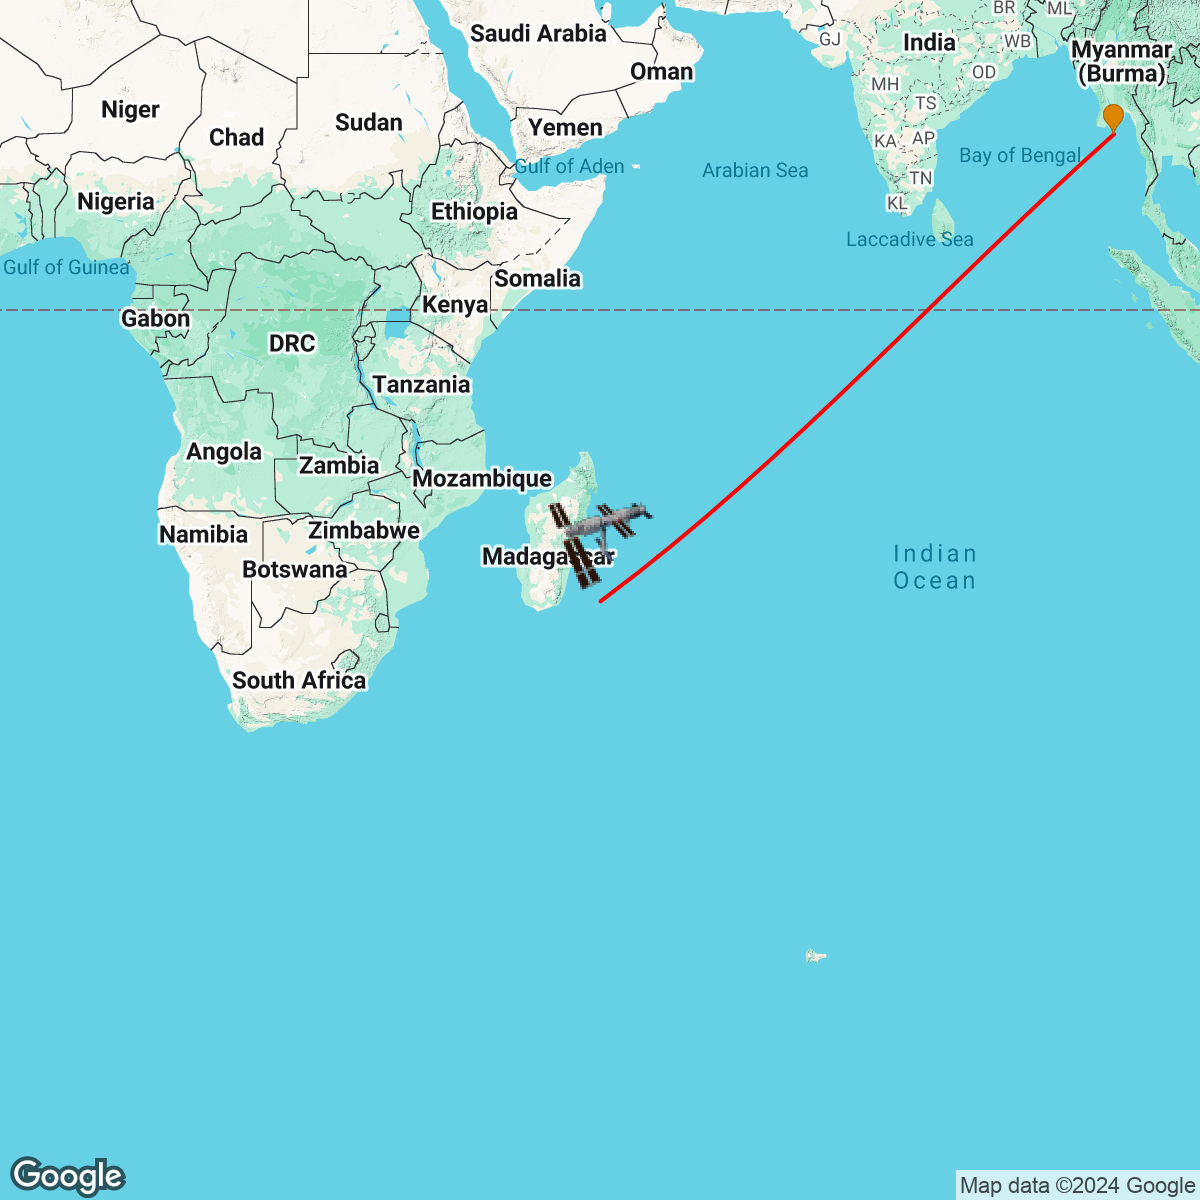 BR
ML
Saudi Arabia
GJ
India
WB
Myanmar
(Burma)
Oman
OD
MH
TS
Niger
Chad
Sudan
Yemen
KA
AP
Bay of Bengal
Gulf of Aden
Arabian Sea
TN
Nigeria
Ethiopia
KL
Laccadive Sea
Gulf of Guinea
Somalia
Kenya
Gabon
DRC
Tanzania
Angola
Zambia
Mozambique
Namibia
Zimbabwe
Madagascar
Indian
Ocean
Botswana
South Africa
Google
Map data ©2024 Google